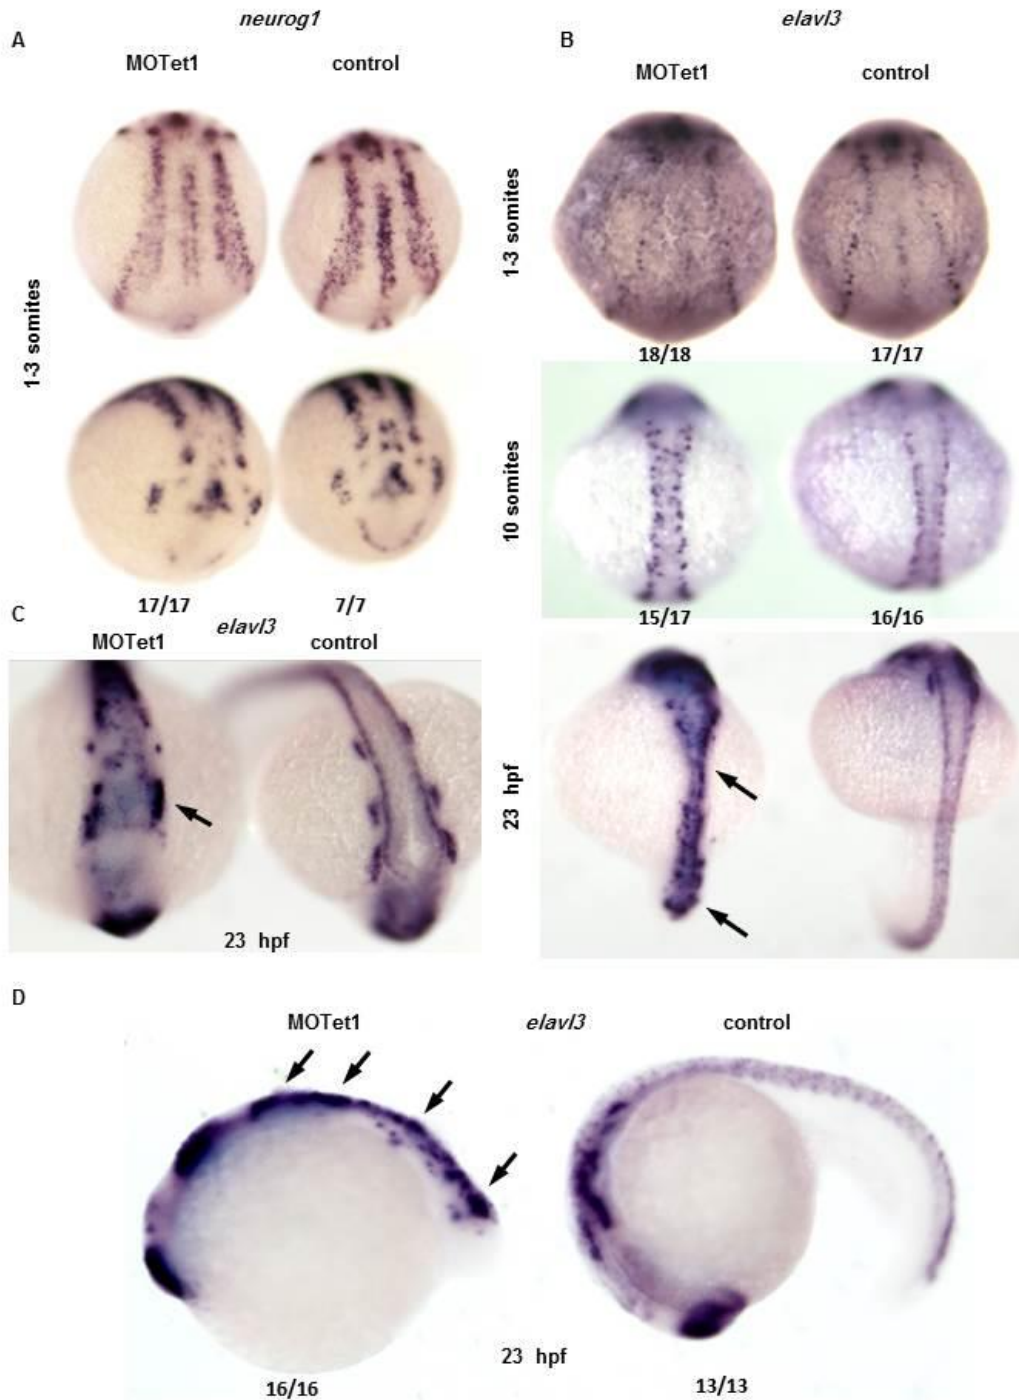 neurog1
A
MOTet1 control
1-3 somites
17/17 7/7
elavl3
B
MOTet1 control
1-3 somites
18/18 17/17
10 somites
15/17 16/16
23 hpf
C
elavl3
MOTet1 control
23 hpf
D
MOTet1 elavl3 control
23 hpf
16/16 13/13